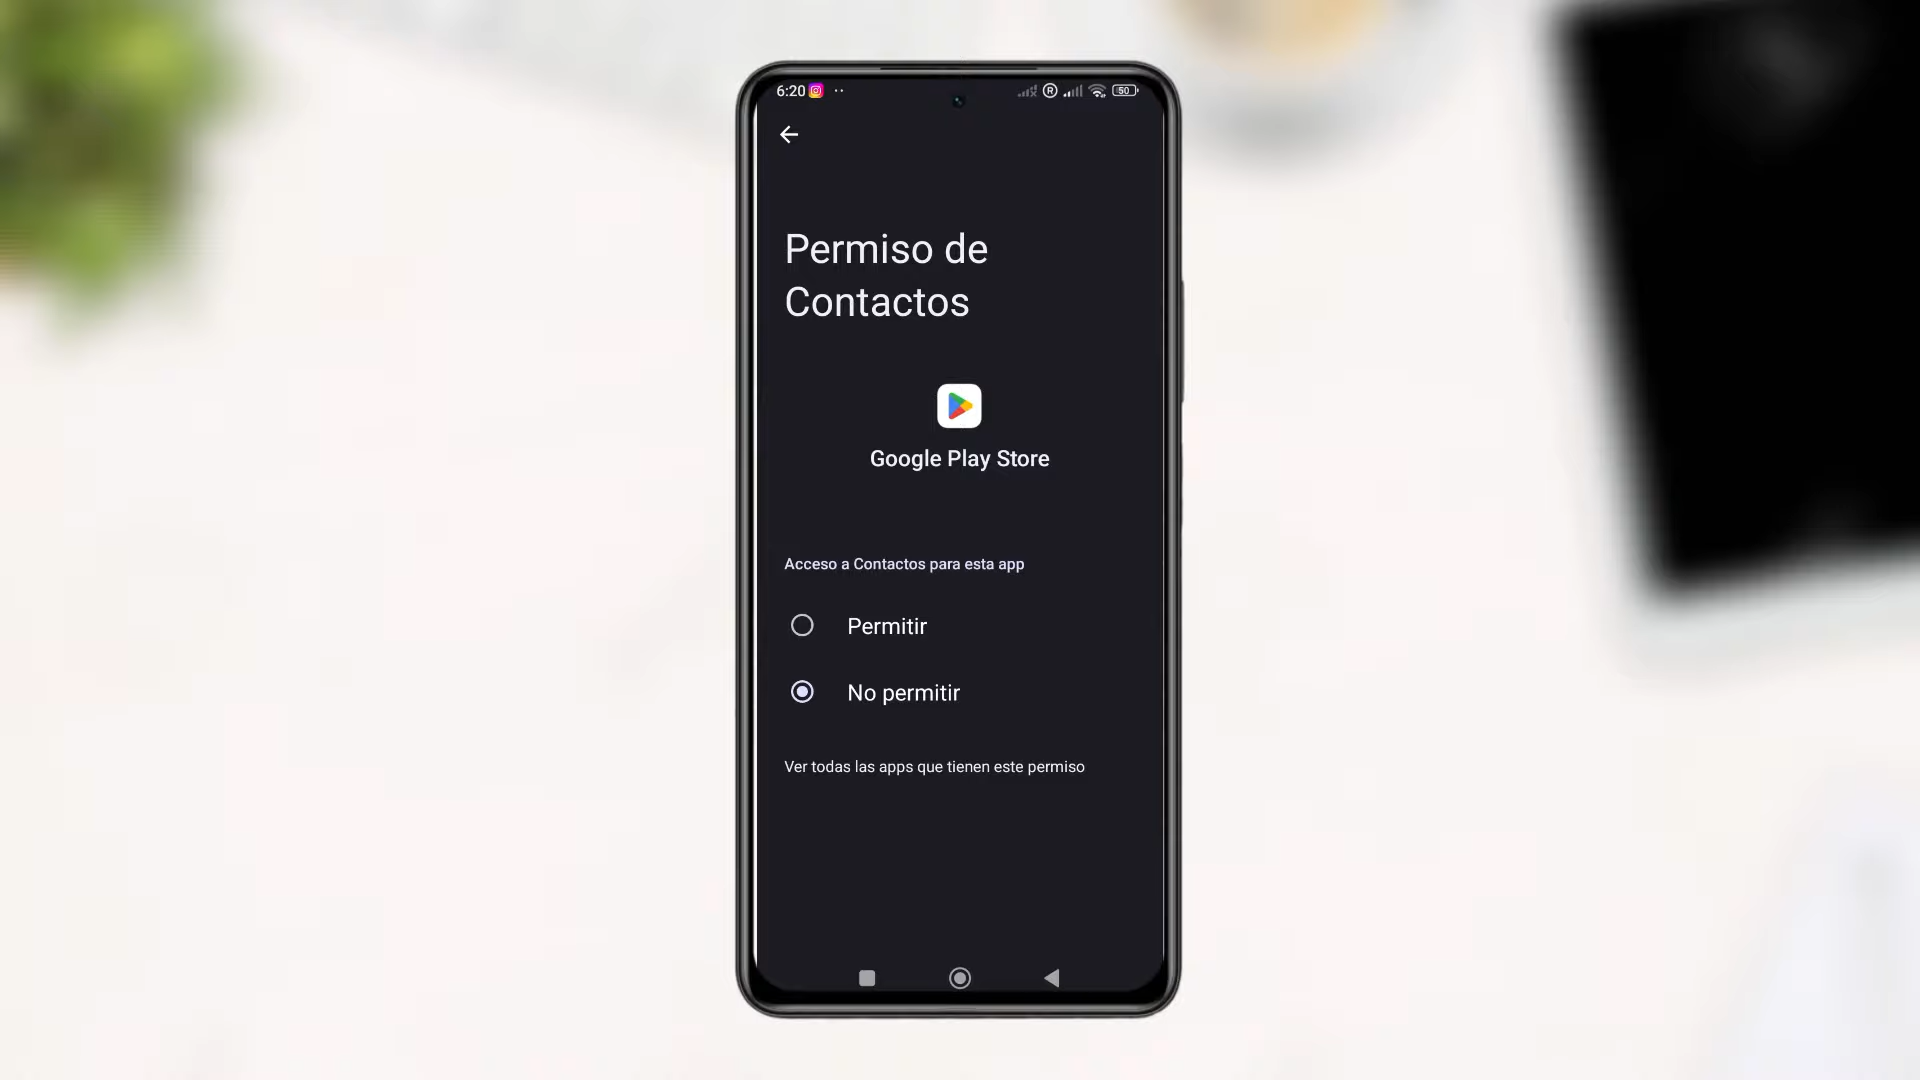 6:20
R
50
Permiso de
Contactos
Google Play Store
Acceso a Contactos para esta app
Permitir
No permitir
Ver todas las apps que tienen este permiso